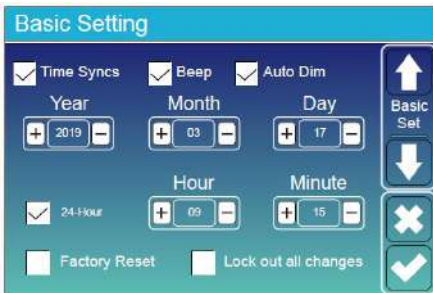 Basic Setting
Time Syncs Beep Auto Dim
Year Month Day
+ 2019 - + 03 - + 17 -
Basic
Set
Hour Minute
24-Hour + 09 - + 15 -
Factory Reset Lock out all changes